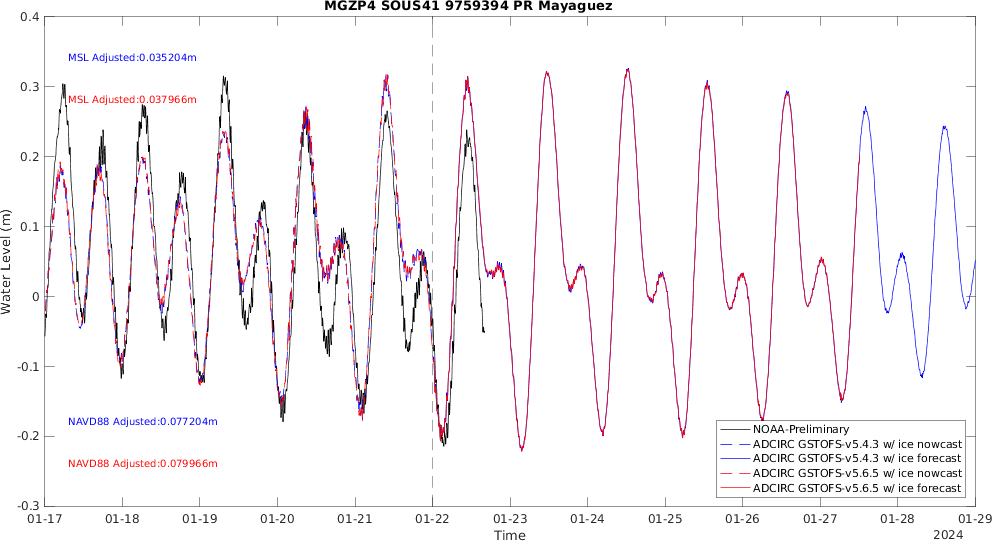 MGZP4 SOUS41 9759394 PR Mayaguez
0.4
0.3
0.2
0.1
0
-0.1
-0.2
-0.3
Water Level (m)
MSL Adjusted:0.035204m
MSL Adjusted:0.037966m
NAVD88 Adjusted:0.077204m
NAVD88 Adjusted:0.079966m
NOAA-Preliminary
ADCIRC GSTOFS-v5.4.3 w/ ice nowcast
ADCIRC GSTOFS-v5.4.3 w/ ice forecast
ADCIRC GSTOFS-v5.6.5 w/ ice nowcast
ADCIRC GSTOFS-v5.6.5 w/ ice forecast
01-17 01-18 01-19 01-20 01-21 01-22 01-23 01-24 01-25 01-26 01-27 01-28 01-29
Time
2024